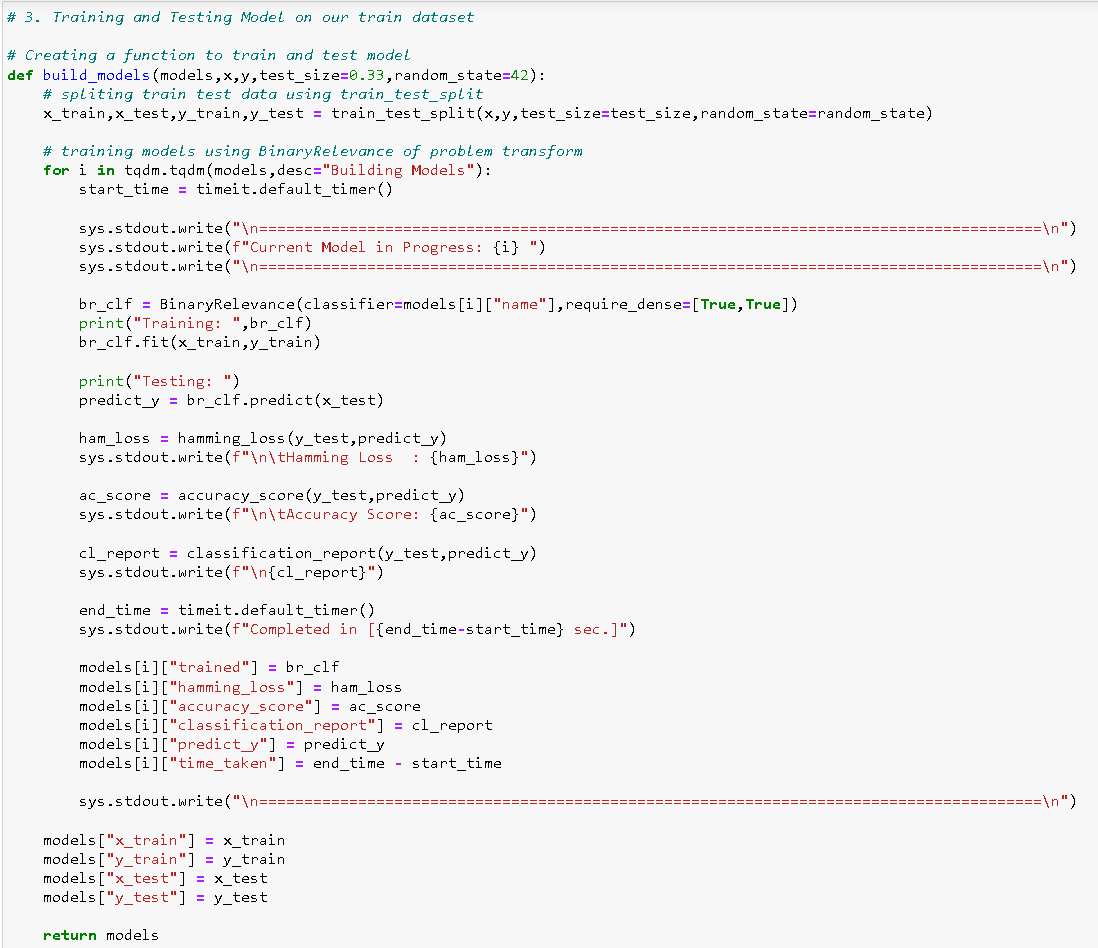 # 3. Training and Testing Model on our train dataset
# Creating a function to train and test model
def build_models(models,x,y,test_size=0.33,random_state=42):
# spliting train test data using train_test_split
x_train,x_test,y_train,y_test = train_test_split(x,y,test_size=test_size,random_state=random_state)
# training models using BinaryRelevance of problem transform
for i in tqdm.tqdm(models,desc="Building Models"):
start_time = timeit.default_timer()
sys.stdout.write("\n=======================================================================================\n")
sys.stdout.write(f"Current Model in Progress: {i} ")
sys.stdout.write("\n=======================================================================================\n")
br_clf = BinaryRelevance(classifier=models[i]["name"],require_dense=[True,True])
print("Training: ",br_clf)
br_clf.fit(x_train,y_train)
print("Testing: ")
predict_y = br_clf.predict(x_test)
ham_loss = hamming_loss(y_test,predict_y)
sys.stdout.write(f"\n\tHamming Loss  : {ham_loss}")
ac_score = accuracy_score(y_test,predict_y)
sys.stdout.write(f"\n\tAccuracy Score: {ac_score}")
cl_report = classification_report(y_test,predict_y)
sys.stdout.write(f"\n{cl_report}")
end_time = timeit.default_timer()
sys.stdout.write(f"Completed in [{end_time-start_time} sec.]")
models[i]["trained"] = br_clf
models[i]["hamming_loss"] = ham_loss
models[i]["accuracy_score"] = ac_score
models[i]["classification_report"] = cl_report
models[i]["predict_y"] = predict_y
models[i]["time_taken"] = end_time - start_time
sys.stdout.write("\n=======================================================================================\n")
models["x_train"] = x_train
models["y_train"] = y_train
models["x_test"] = x_test
models["y_test"] = y_test
return models